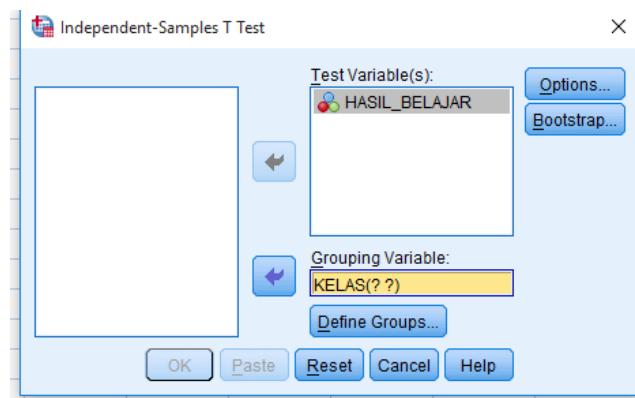 Independent-Samples T Test
Test Variable(s):
HASIL_BELAJAR
Options...
Bootstrap...
Grouping Variable:
KELAS(? ?)
Define Groups...
OK Paste Reset Cancel Help